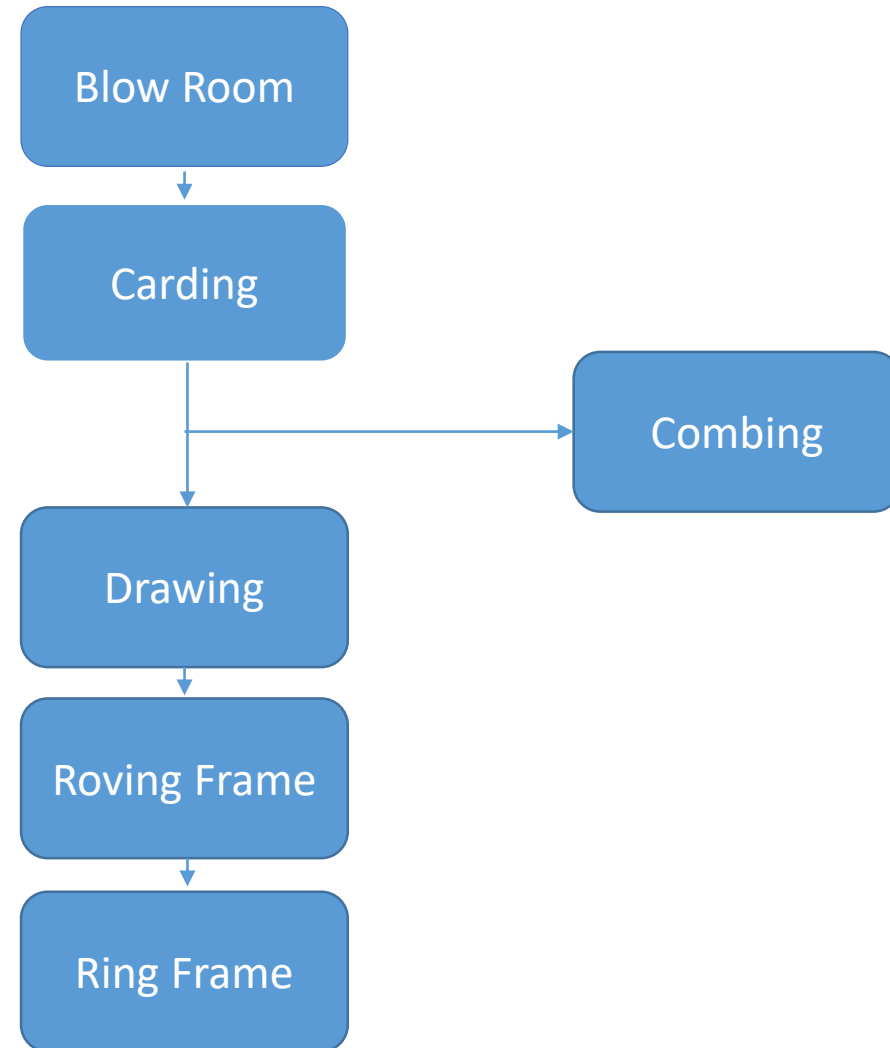 Blow Room
Carding
Combing
Drawing
Roving Frame
Ring Frame